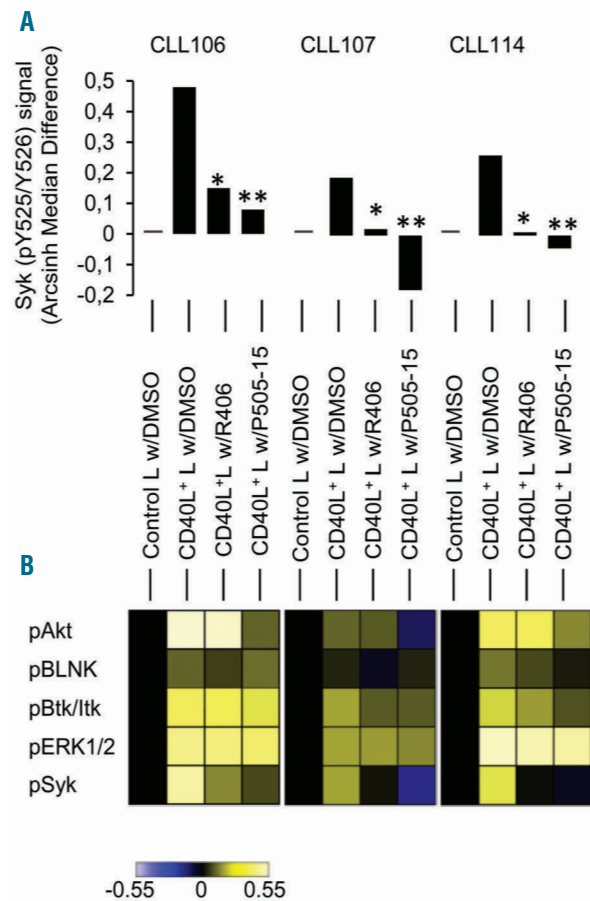 A
CLL106 CLL107 CLL114
Syk (pY525/Y526) signal
(Arcsinh Median Difference)
0,5
0,4
0,3
0,2
0,1
0
-0,1
-0,2
* ** * ** * **
Control L w/DMSO
CD40L+ L w/DMSO
CD40L+ L w/R406
CD40L+ L w/P505-15
Control L w/DMSO
CD40L+ L w/DMSO
CD40L+ L w/R406
CD40L+ L w/P505-15
Control L w/DMSO
CD40L+ L w/DMSO
CD40L+ L w/R406
CD40L+ L w/P505-15
B
pAkt
pBLNK
pBtk/Itk
pERK1/2
pSyk
-0.55 0 0.55